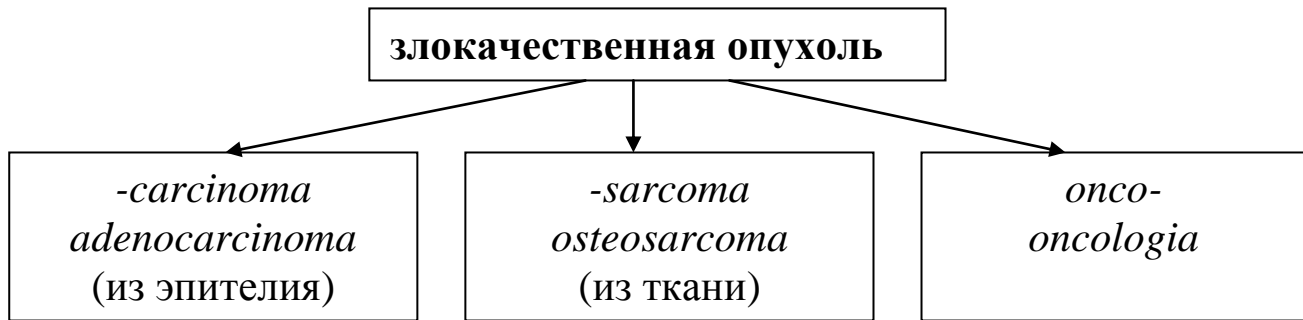 злокачественная опухоль
-carcinoma
adenocarcinoma
(из эпителия)
-sarcoma
osteosarcoma
(из ткани)
onco-
oncologia